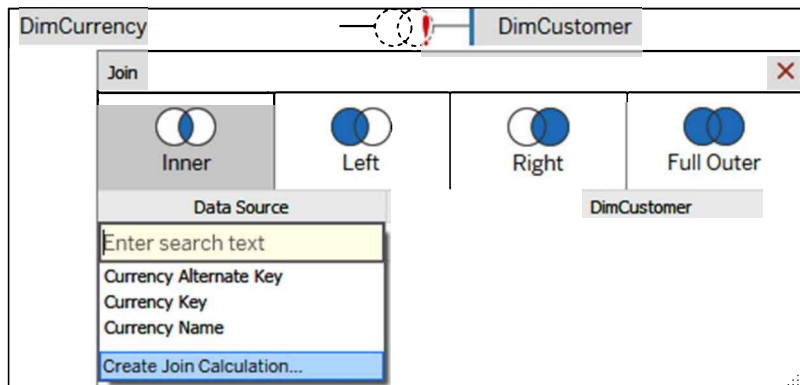 DimCurrency DimCustomer
Join
Inner Left Right Full Outer
Data Source DimCustomer
Enter search text
Currency Alternate Key
Currency Key
Currency Name
Create Join Calculation...